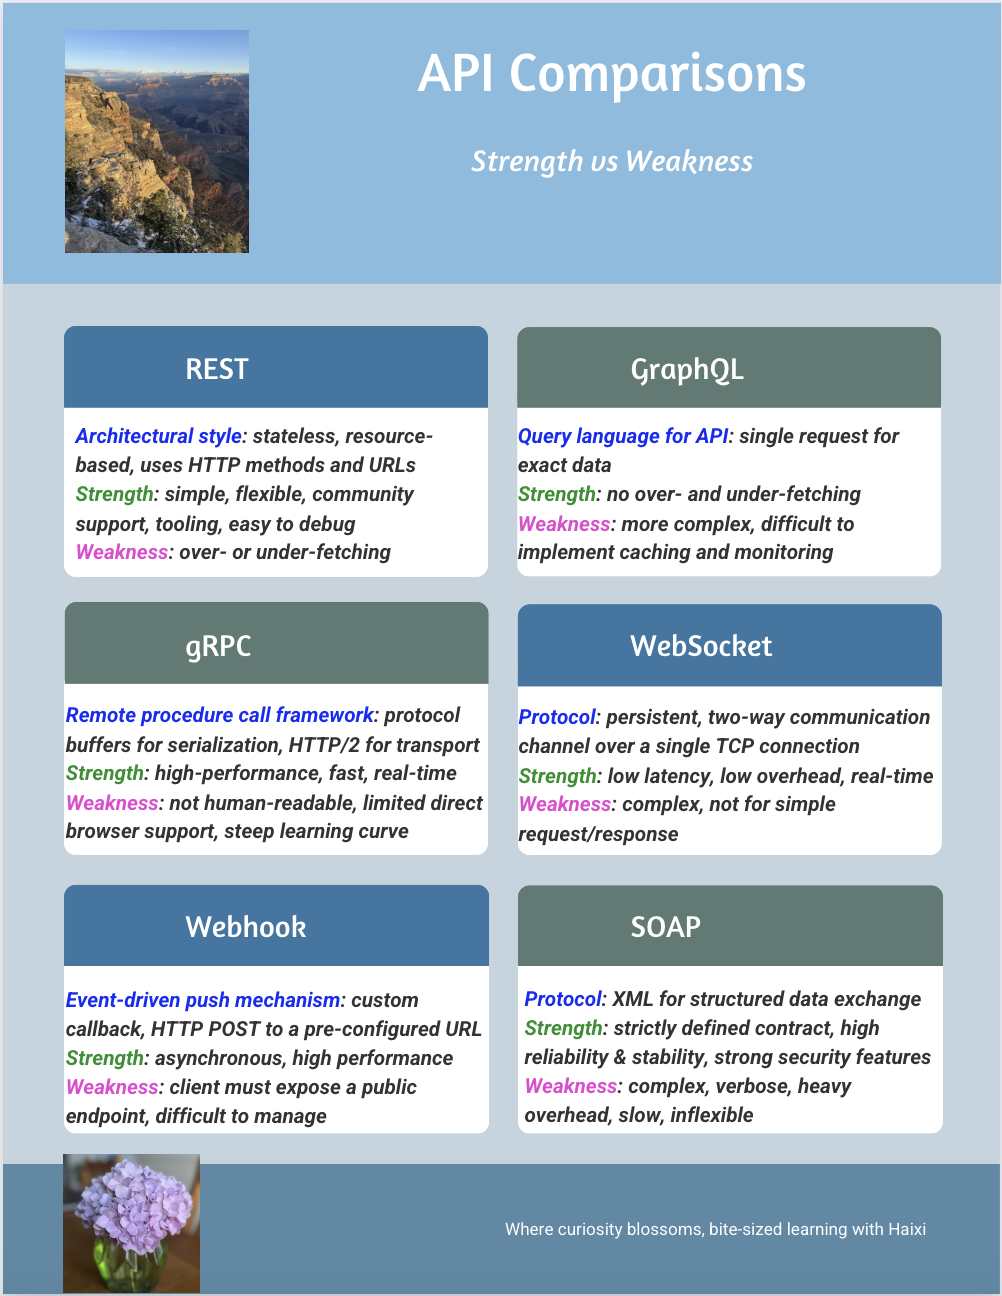 API Comparisons
Strength vs Weakness
REST
Architectural style: stateless, resource-
based, uses HTTP methods and URLs
Strength: simple, flexible, community
support, tooling, easy to debug
Weakness: over- or under-fetching
GraphQL
Query language for API: single request for
exact data
Strength: no over- and under-fetching
Weakness: more complex, difficult to
implement caching and monitoring
gRPC
Remote procedure call framework: protocol
buffers for serialization, HTTP/2 for transport
Strength: high-performance, fast, real-time
Weakness: not human-readable, limited direct
browser support, steep learning curve
WebSocket
Protocol: persistent, two-way communication
channel over a single TCP connection
Strength: low latency, low overhead, real-time
Weakness: complex, not for simple
request/response
Webhook
Event-driven push mechanism: custom
callback, HTTP POST to a pre-configured URL
Strength: asynchronous, high performance
Weakness: client must expose a public
endpoint, difficult to manage
SOAP
Protocol: XML for structured data exchange
Strength: strictly defined contract, high
reliability & stability, strong security features
Weakness: complex, verbose, heavy
overhead, slow, inflexible
Where curiosity blossoms, bite-sized learning with Haixi